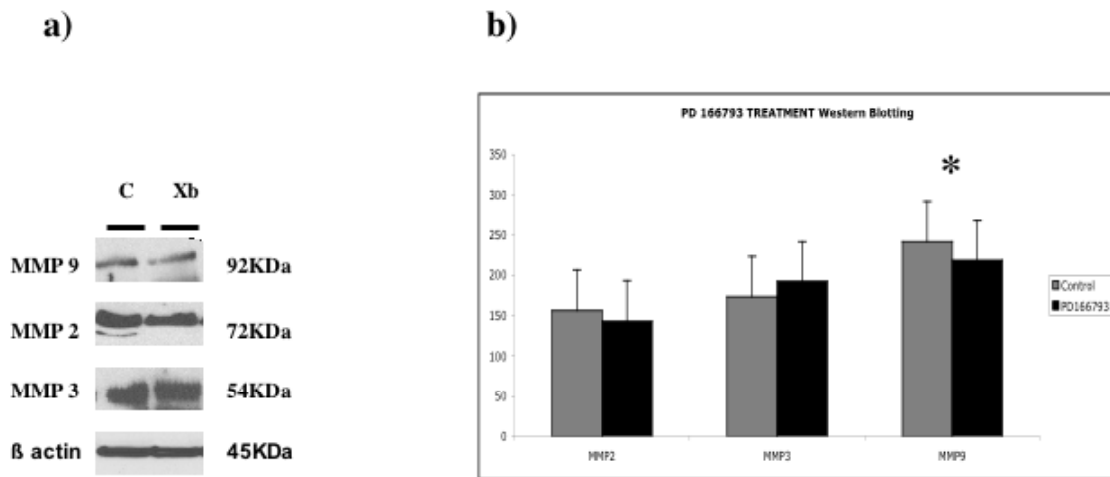 a)
C Xb
MMP 9 92KDa
MMP 2 72KDa
MMP 3 54KDa
ß actin 45KDa
b)
PD 166793 TREATMENT Western Blotting
*
350
300
250
200
150
100
50
0
MMP2 MMP3 MMP9
Control
PD166793